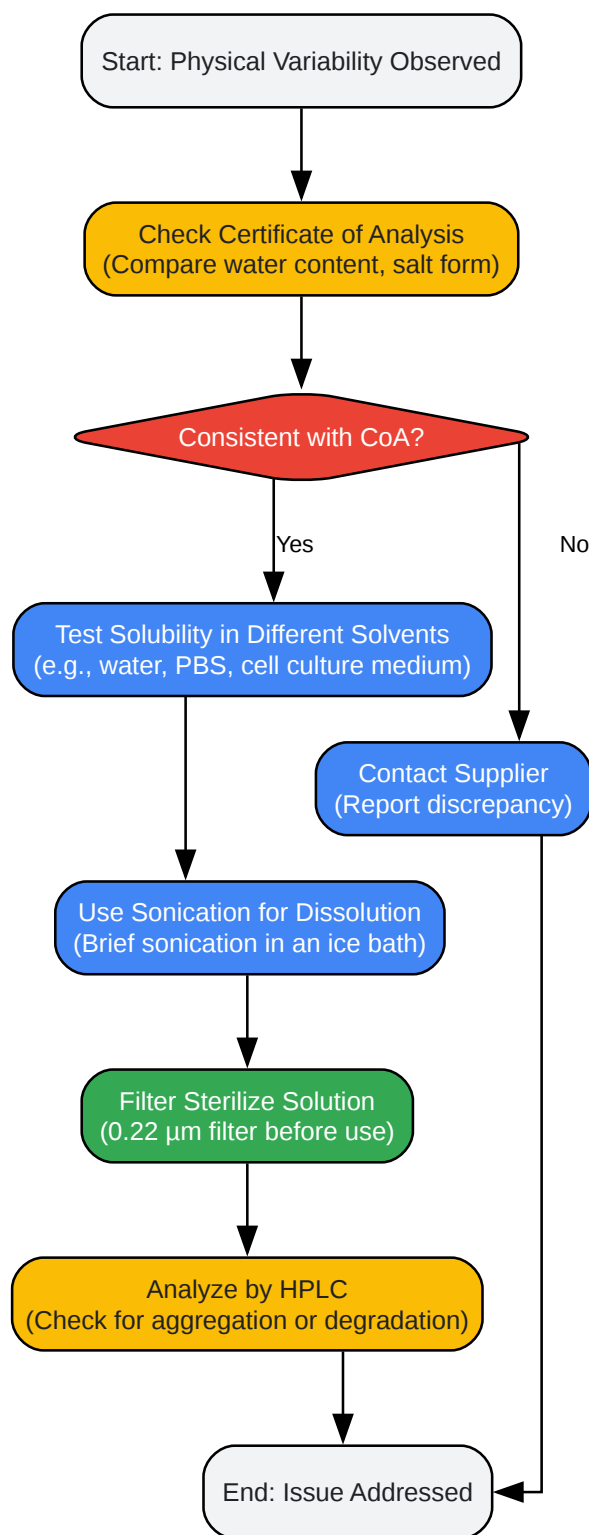 Start: Physical Variability Observed
Check Certificate of Analysis
(Compare water content, salt form)
Consistent with CoA?
Yes
No
Test Solubility in Different Solvents
(e.g., water, PBS, cell culture medium)
Contact Supplier
(Report discrepancy)
Use Sonication for Dissolution
(Brief sonication in an ice bath)
Filter Sterilize Solution
(0.22 µm filter before use)
Analyze by HPLC
(Check for aggregation or degradation)
End: Issue Addressed